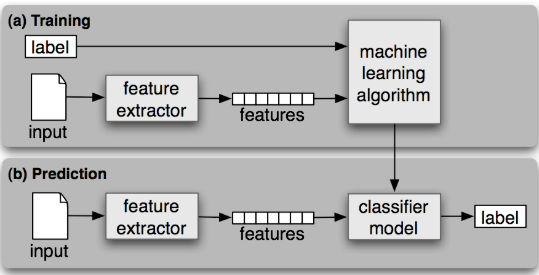 (a) Training
label
machine
learning
algorithm
feature
extractor
input
features
(b) Prediction
feature
extractor
input
features
classifier
model
label